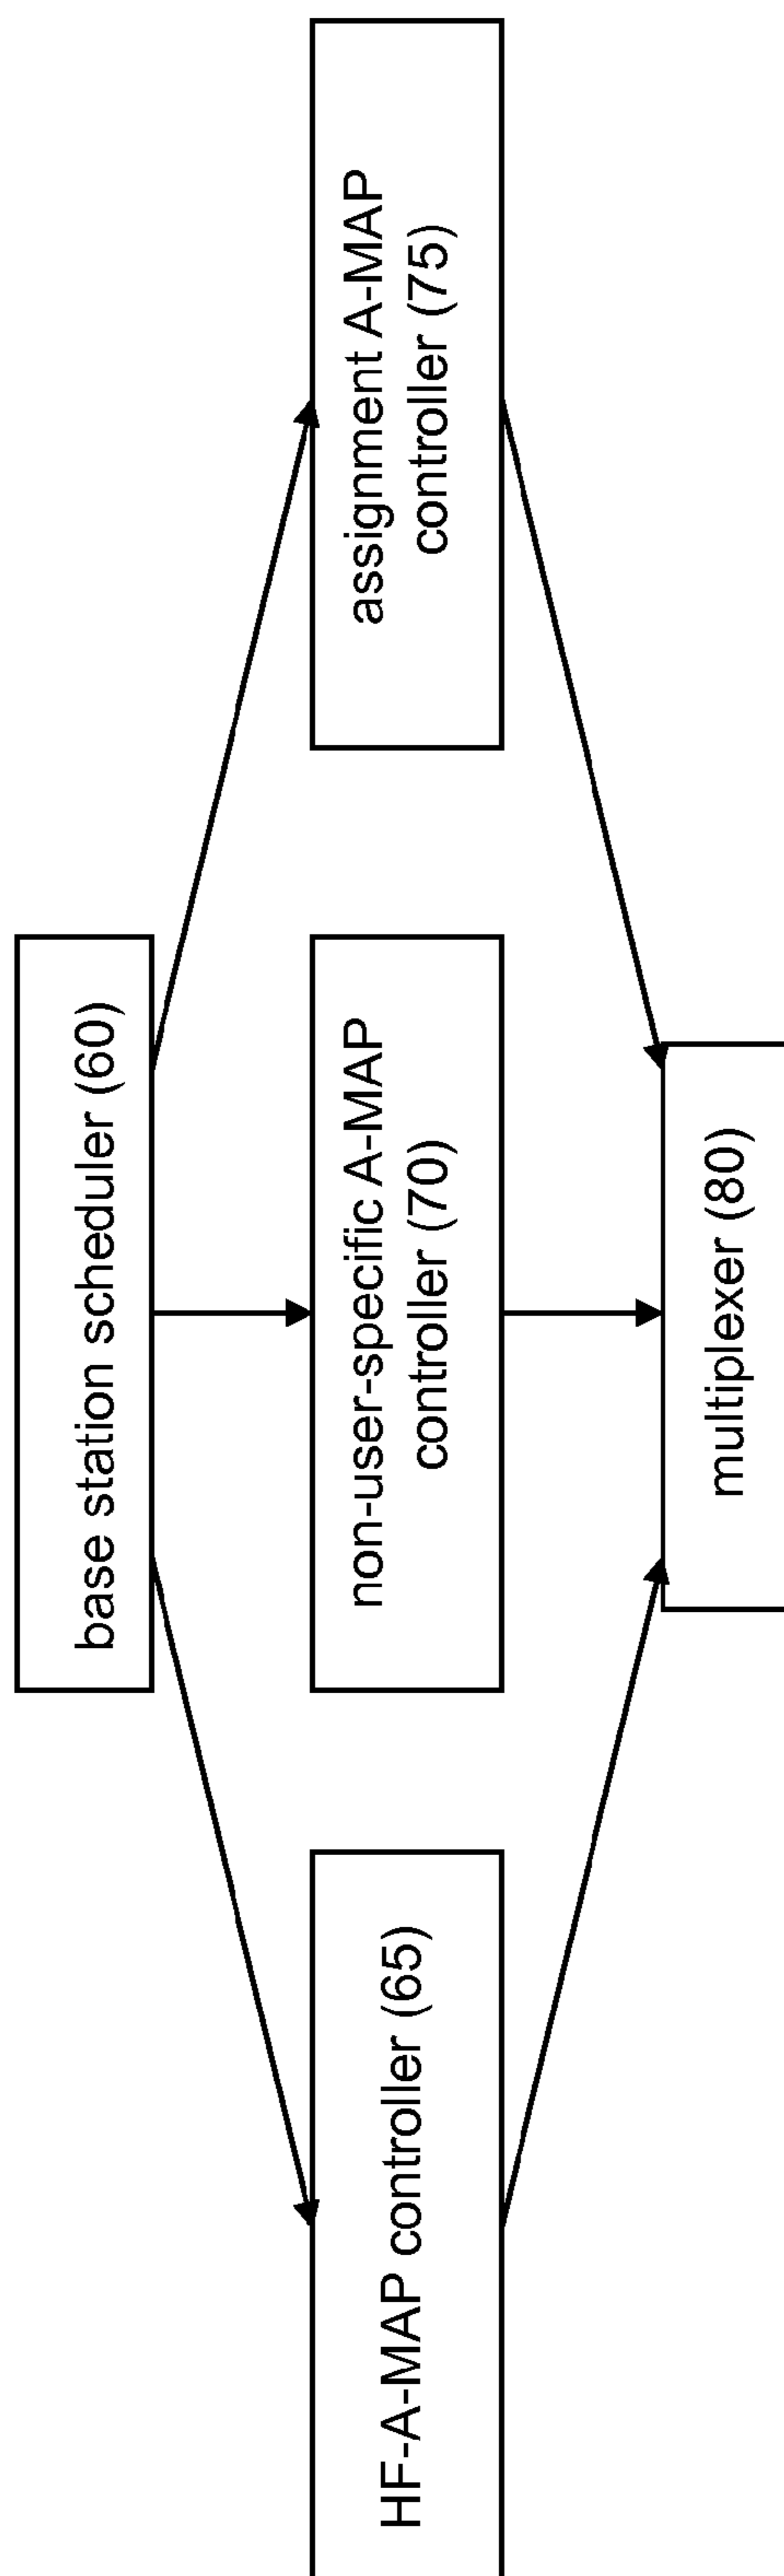 base station scheduler (60)
HF-A-MAP controller (65)
non-user-specific A-MAP
controller (70)
assignment A-MAP
controller (75)
multiplexer (80)